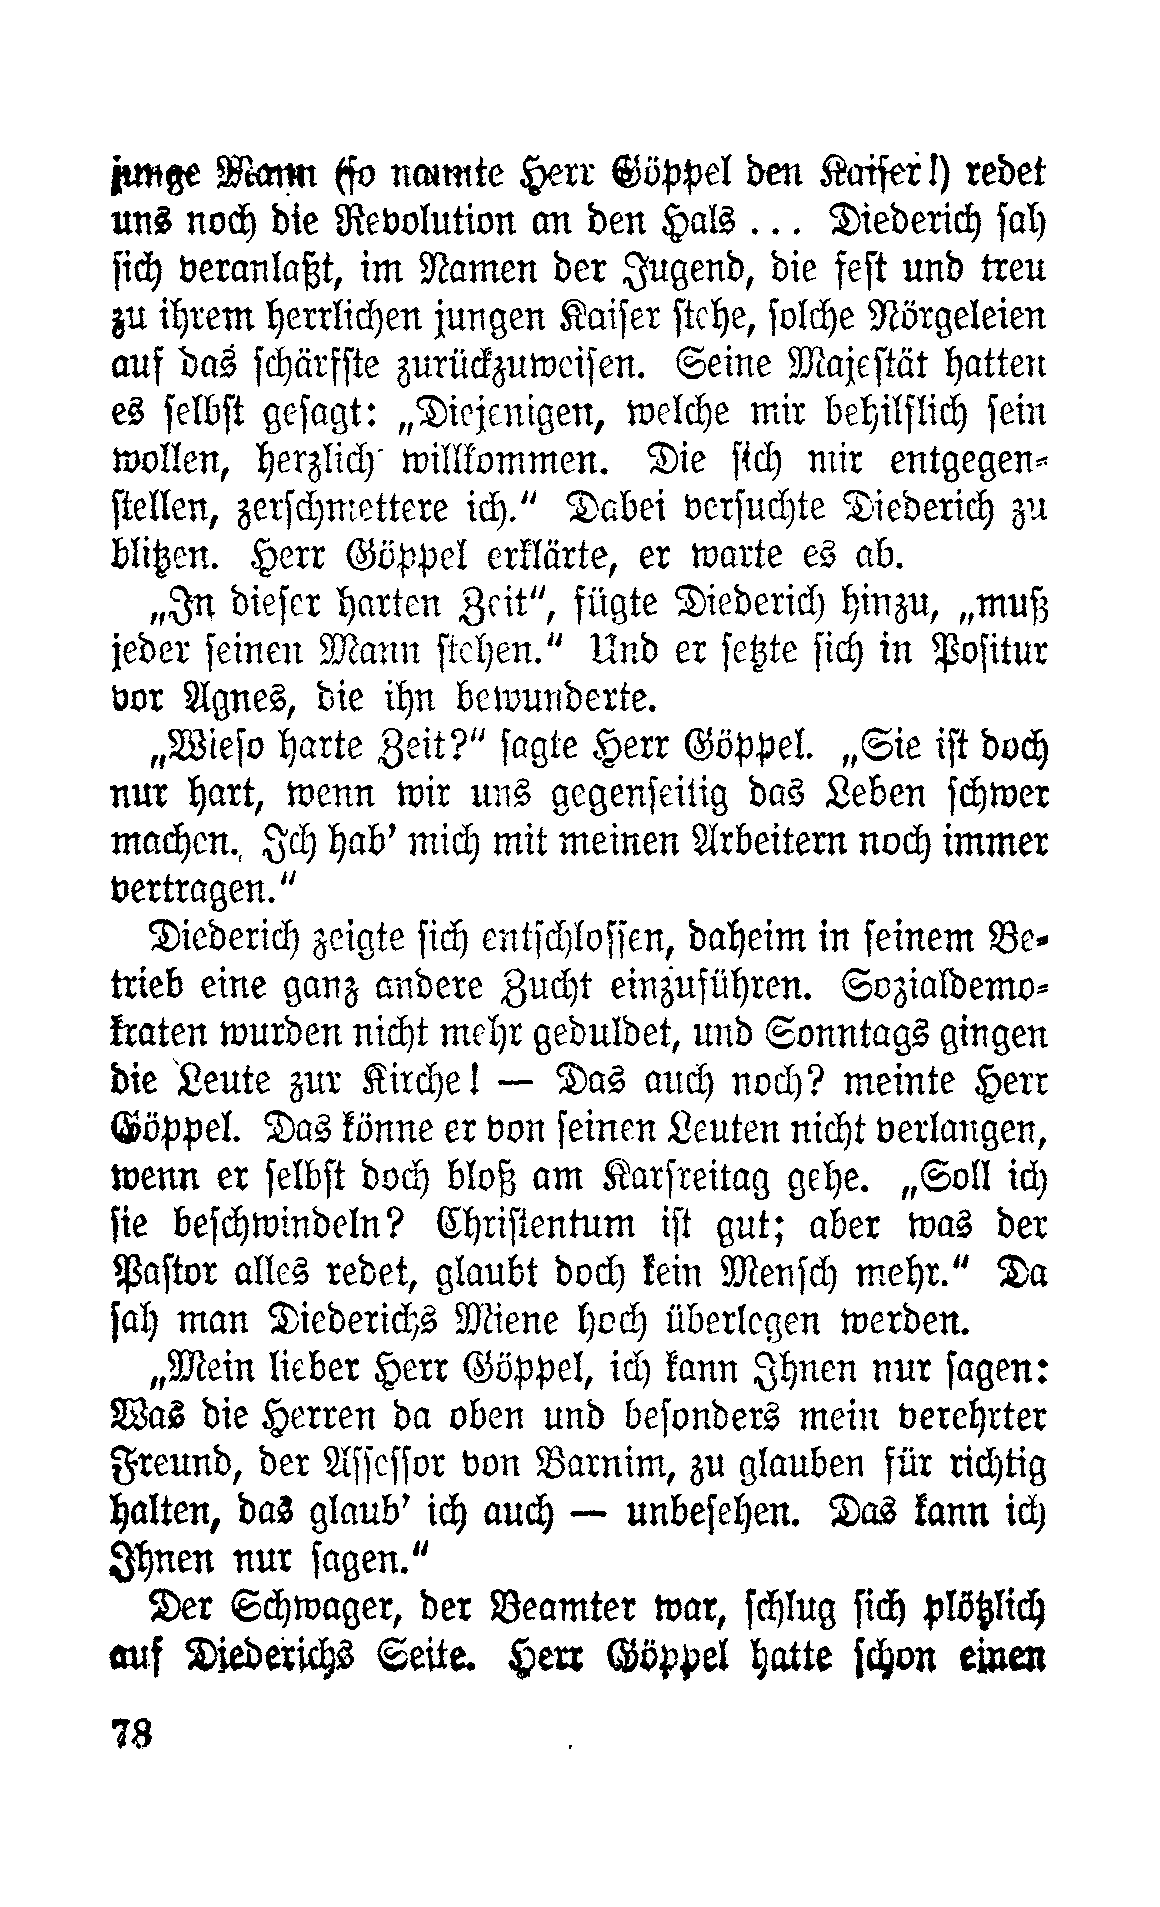 junge Mann (so nannte Herr Göppel den Kaiser!) redet
uns noch die Revolution an den Hals ... Diederich sah
sich veranlaßt, im Namen der Jugend, die fest und treu
zu ihrem herrlichen jungen Kaiser stehe, solche Nörgeleien
auf das schärfste zurückzuweisen. Seine Majestät hatten
es selbst gesagt: „Diejenigen, welche mir behilflich sein
wollen, herzlich willkommen. Die sich mir entgegen-
stellen, zerschmettere ich.“ Dabei versuchte Diederich zu
blitzen. Herr Göppel erklärte, er warte es ab.
„In dieser harten Zeit“, fügte Diederich hinzu, „muß
jeder seinen Mann stehen.“ Und er setzte sich in Positur
vor Agnes, die ihn bewunderte.
„Wieso harte Zeit?“ sagte Herr Göppel. „Sie ist doch
nur hart, wenn wir uns gegenseitig das Leben schwer
machen. Ich hab’ mich mit meinen Arbeitern noch immer
vertragen.“
Diederich zeigte sich entschlossen, daheim in seinem Be-
trieb eine ganz andere Zucht einzuführen. Sozialdemo-
kraten wurden nicht mehr geduldet, und Sonntags gingen
die Leute zur Kirche! — Das auch noch? meinte Herr
Göppel. Das könne er von seinen Leuten nicht verlangen,
wenn er selbst doch bloß am Karfreitag gehe. „Soll ich
sie beschwindeln? Christentum ist gut; aber was der
Pastor alles redet, glaubt doch kein Mensch mehr.“ Da
sah man Diederichs Miene hoch überlegen werden.
„Mein lieber Herr Göppel, ich kann Ihnen nur sagen:
Was die Herren da oben und besonders mein verehrter
Freund, der Assessor von Barnim, zu glauben für richtig
halten, das glaub’ ich auch — unbesehen. Das kann ich
Ihnen nur sagen.“
Der Schwager, der Beamter war, schlug sich plötzlich
auf Diederichs Seite. Herr Göppel hatte schon einen
78